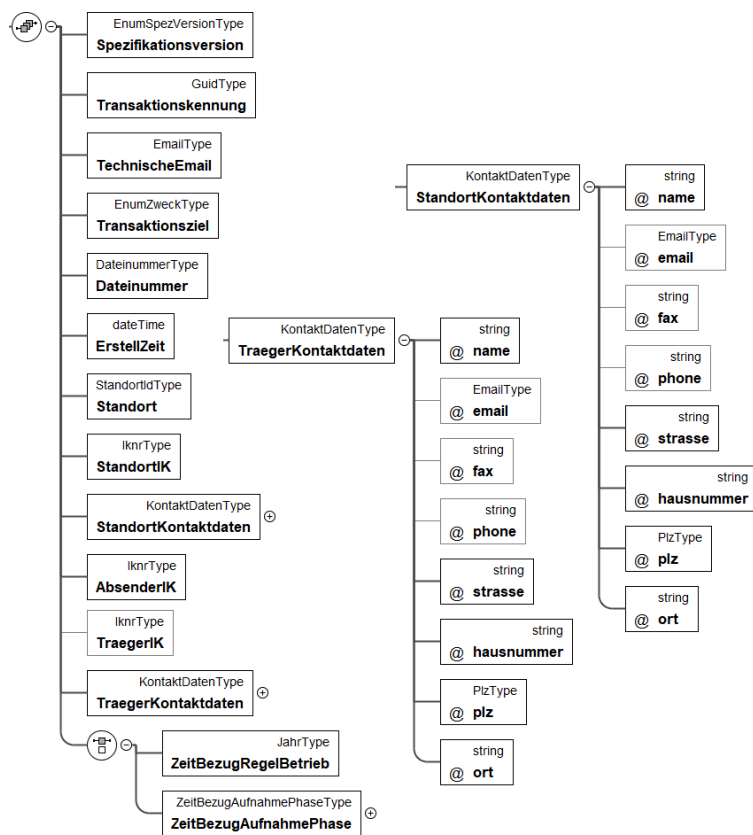 EnumSpezVersionType
Spezifikationsversion
GuidType
Transaktionskennung
EmailType
TechnischeEmail
EnumZweckType
Transaktionsziel
DateinummerType
Dateinummer
dateTime
ErstellZeit
StandortIdType
Standort
IknrType
StandortIK
KontaktDatenType
StandortKontaktdaten
IknrType
AbsenderIK
IknrType
TraegerIK
KontaktDatenType
TraegerKontaktdaten
JahrType
ZeitBezugRegelBetrieb
ZeitBezugAufnahmePhaseType
ZeitBezugAufnahmePhase
KontaktDatenType
TraegerKontaktdaten
string
@ name
EmailType
@ email
string
@ fax
string
@ phone
string
@ strasse
string
@ hausnummer
PlzType
@ plz
string
@ ort
KontaktDatenType
StandortKontaktdaten
string
@ name
EmailType
@ email
string
@ fax
string
@ phone
string
@ strasse
string
@ hausnummer
PlzType
@ plz
string
@ ort